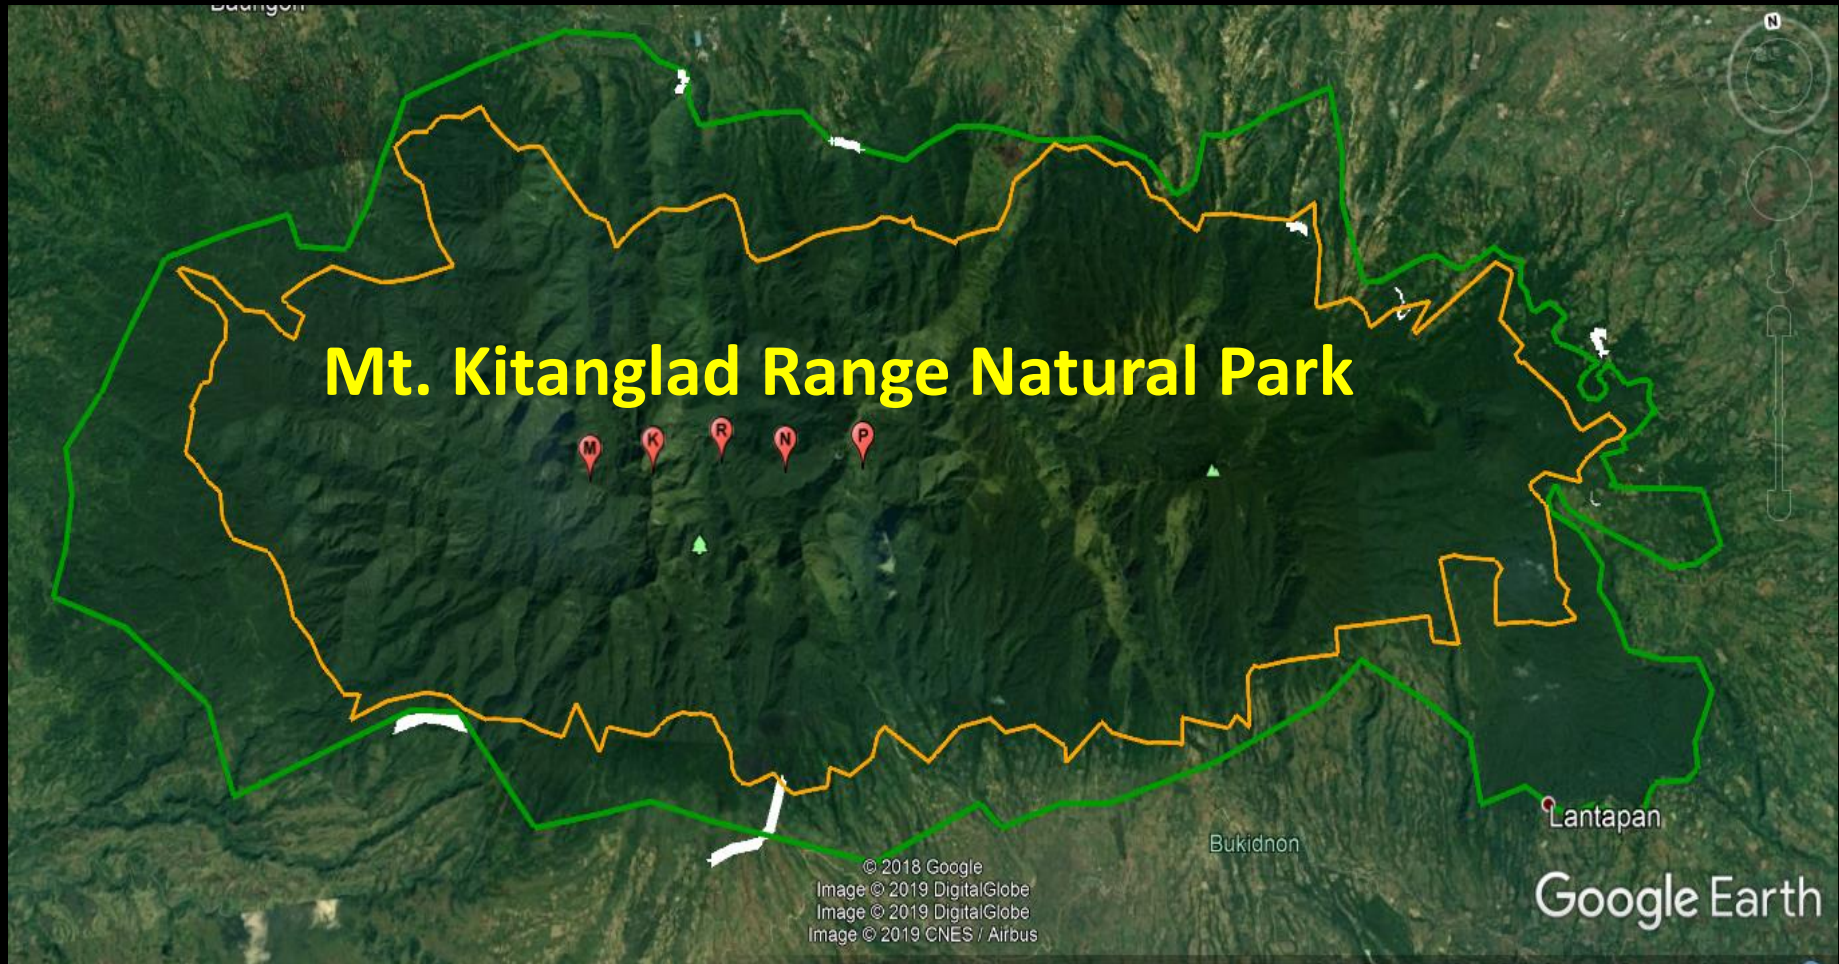 Baungon
N
Mt. Kitanglad Range Natural Park
M K R N P
Lantapan
Bukidnon
© 2018 Google
Image © 2019 DigitalGlobe
Image © 2019 DigitalGlobe
Image © 2019 CNES / Airbus
Google Earth